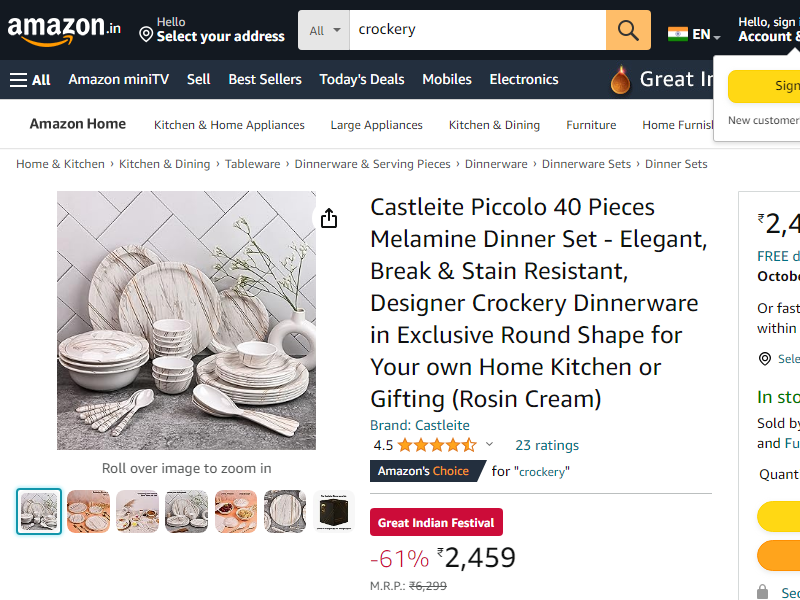 amazon.in
Hello
Select your address
All
crockery
EN
Hello, sign
Account &
All
Amazon miniTV
Sell
Best Sellers
Today's Deals
Mobiles
Electronics
Great In
Sign
New customer
Amazon Home
Kitchen & Home Appliances
Large Appliances
Kitchen & Dining
Furniture
Home Furnis
Home & Kitchen › Kitchen & Dining › Tableware › Dinnerware & Serving Pieces › Dinnerware › Dinnerware Sets › Dinner Sets
Castleite Piccolo 40 Pieces
Melamine Dinner Set - Elegant,
Break & Stain Resistant,
Designer Crockery Dinnerware
in Exclusive Round Shape for
Your own Home Kitchen or
Gifting (Rosin Cream)
Brand: Castleite
4.5
23 ratings
Amazon's Choice
for "crockery"
Roll over image to zoom in
Great Indian Festival
-61% ₹2,459
M.R.P.: ₹6,299
₹2,4
FREE d
Octobe
Or fast
within
Sele
In sto
Sold by
and Fu
Quant
Sec